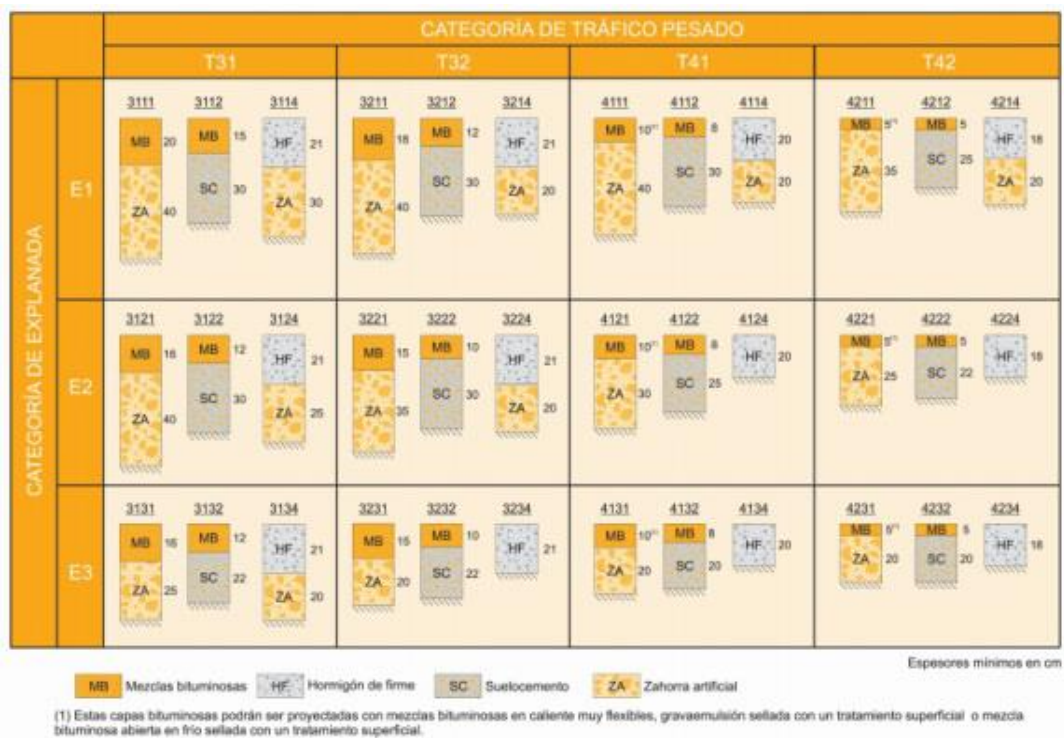 CATEGORÍA DE TRÁFICO PESADO
T31 T32 T41 T42
CATEGORÍA DE EXPLANADA
E1
3111 3112 3114 3211 3212 3214 4111 4112 4114 4211 4212 4214
MB 20 MB 15 HF 21 MB 18 MB 12 HF 21 MB 10(1) MB 8 HF 20 MB 5(1) MB 5 HF 18
ZA 40 SC 30 ZA 30 ZA 40 SC 30 ZA 20 ZA 40 SC 30 ZA 20 ZA 35 SC 25 ZA 20
E2
3121 3122 3124 3221 3222 3224 4121 4122 4124 4221 4222 4224
MB 16 MB 12 HF 21 MB 15 MB 10 HF 21 MB 10(1) MB 8 HF 20 MB 5(1) MB 5 HF 18
ZA 40 SC 30 ZA 25 ZA 35 SC 30 ZA 20 ZA 30 SC 25 ZA 25 SC 22
E3
3131 3132 3134 3231 3232 3234 4131 4132 4134 4231 4232 4234
MB 16 MB 12 HF 21 MB 15 MB 10 HF 21 MB 10(1) MB 8 HF 20 MB 5(1) MB 5 HF 18
ZA 25 SC 22 ZA 20 ZA 20 SC 22 ZA 20 SC 20 ZA 20 SC 20
Espesores mínimos en cm
MB Mezclas bituminosas HF Hormigón de firme SC Suelocemento ZA Zahorra artificial
(1) Estas capas bituminosas podrán ser proyectadas con mezclas bituminosas en caliente muy flexibles, gravaemulsión sellada con un tratamiento superficial o mezcla
bituminosa abierta en frío sellada con un tratamiento superficial.